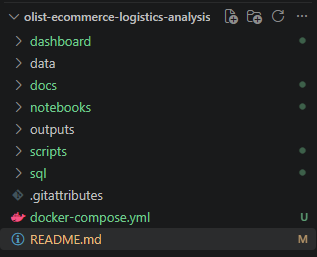 olist-ecommerce-logistics-analysis
dashboard
data
docs
notebooks
outputs
scripts
sql
.gitattributes
docker-compose.yml U
README.md M